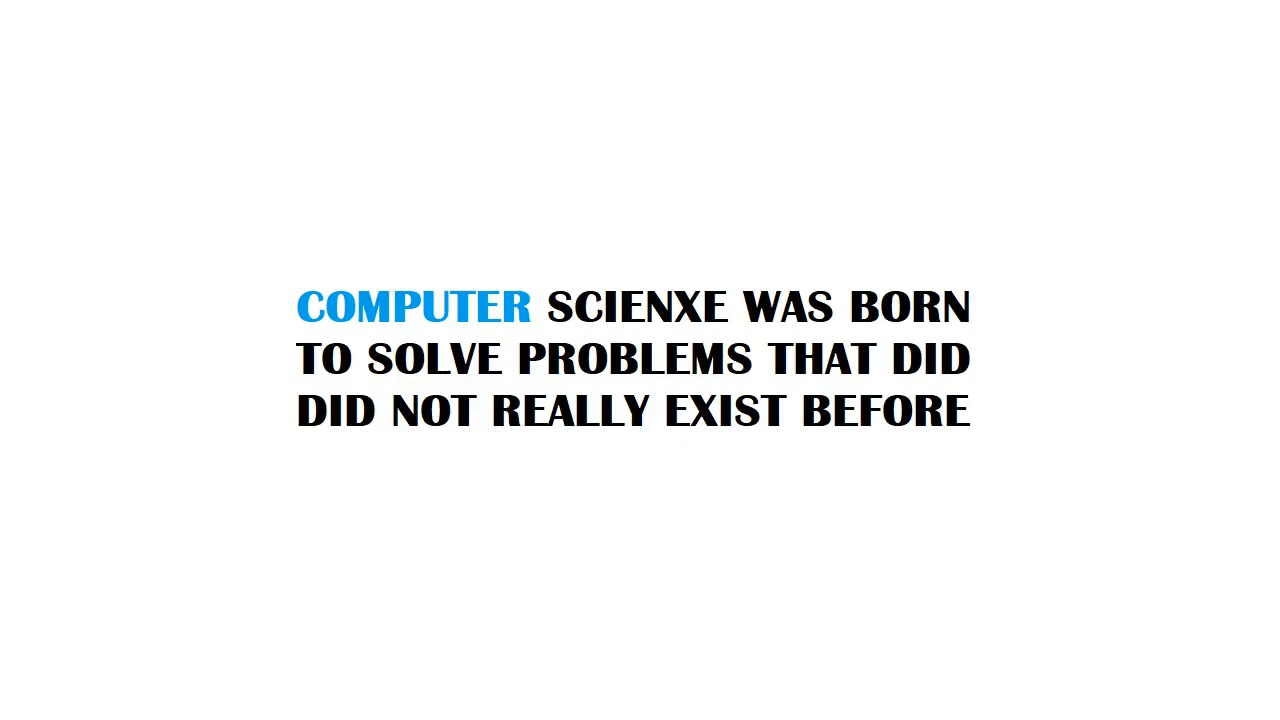 COMPUTER SCIENXE WAS BORN
TO SOLVE PROBLEMS THAT DID
DID NOT REALLY EXIST BEFORE